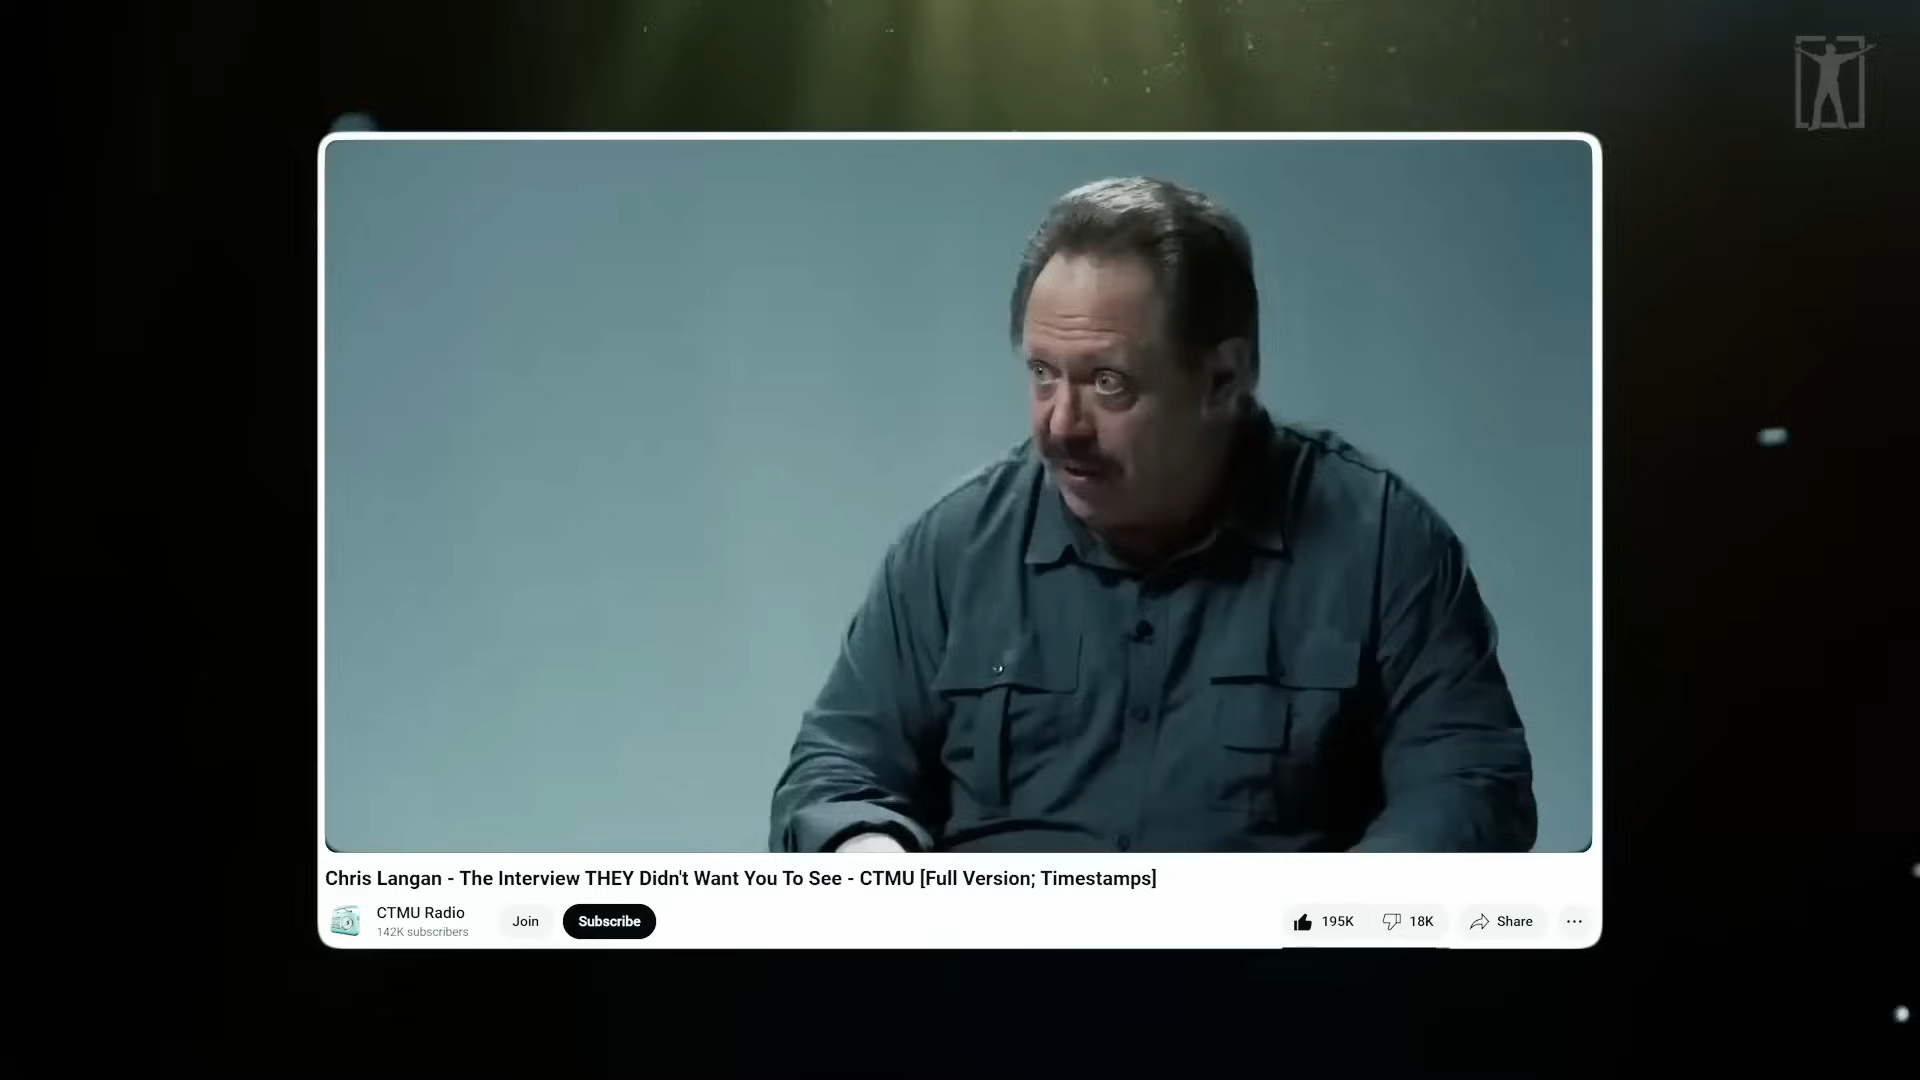 Chris Langan - The Interview THEY Didn't Want You To See - CTMU [Full Version; Timestamps]
CTMU Radio
142K subscribers
Join
Subscribe
195K
18K
Share